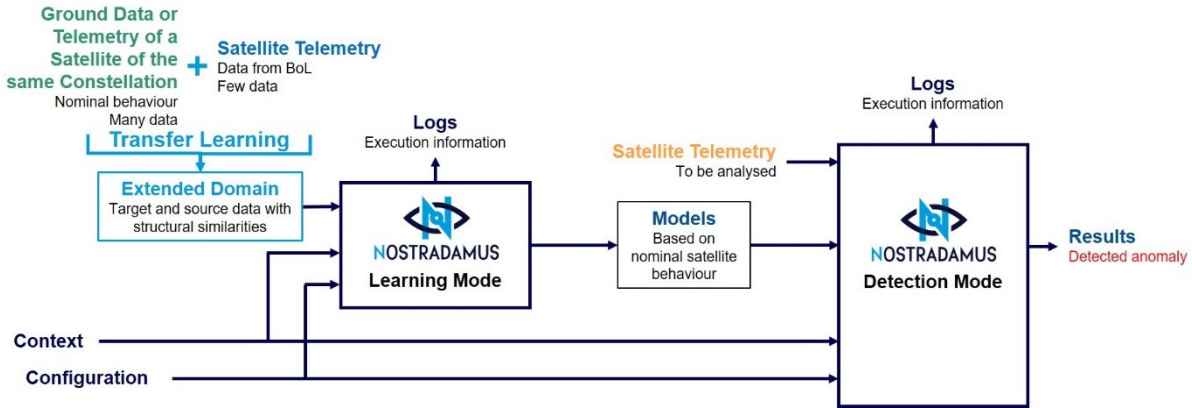 Ground Data or
Telemetry of a
Satellite of the
same Constellation
Nominal behaviour
Many data
+
Satellite Telemetry
Data from BoL
Few data
Transfer Learning
Extended Domain
Target and source data with
structural similarities
Logs
Execution information
NOSTRADAMUS
Learning Mode
Satellite Telemetry
To be analysed
Models
Based on
nominal satellite
behaviour
Logs
Execution information
NOSTRADAMUS
Detection Mode
Results
Detected anomaly
Context
Configuration